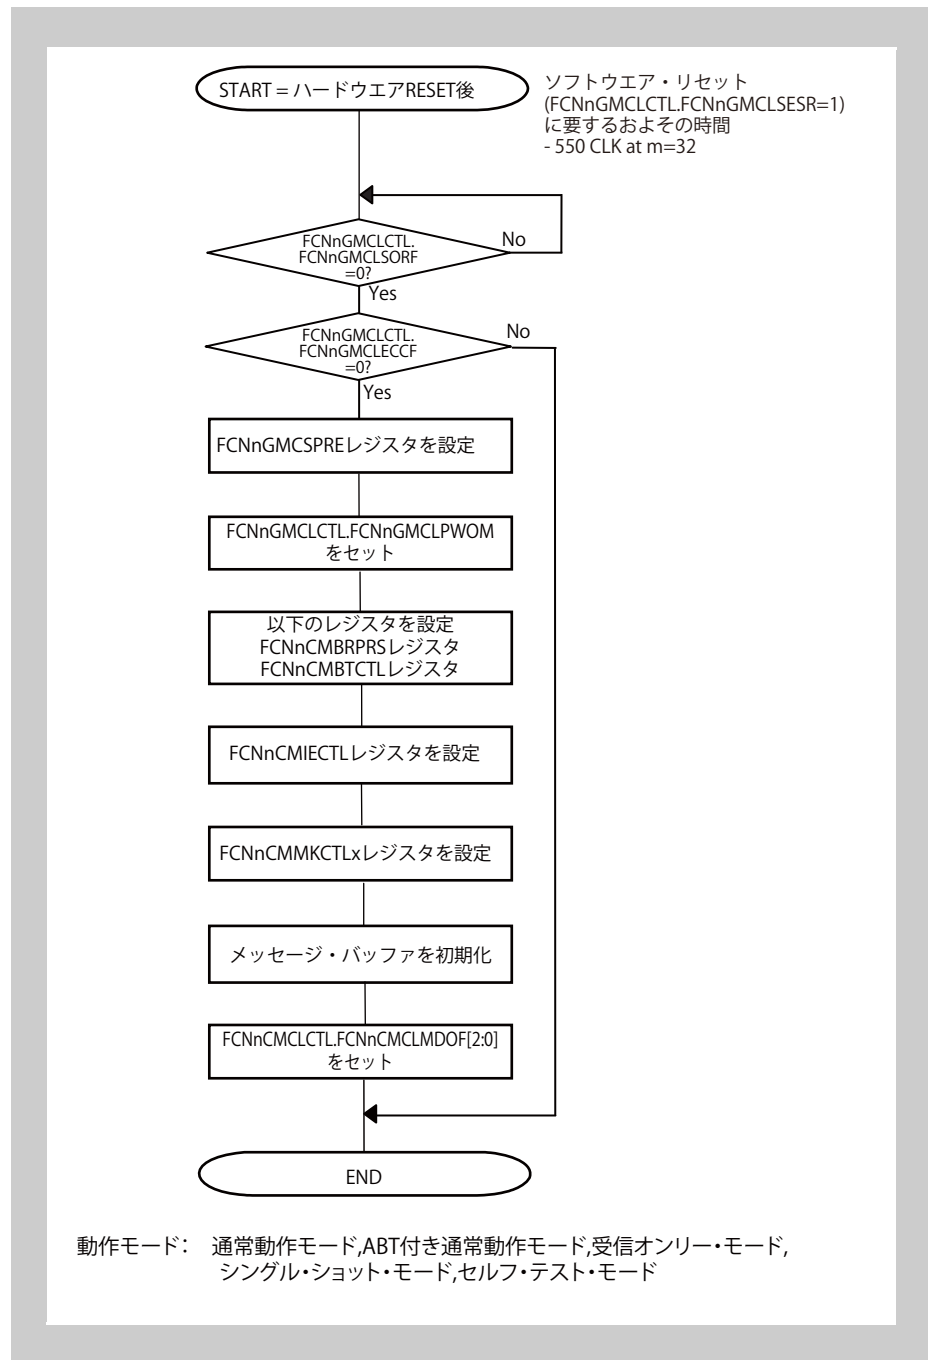 START = ハードウエアRESET後
ソフトウエア・リセット
(FCNnGMCLCTL.FCNnGMCLSESR=1)
に要するおよその時間
- 550 CLK at m=32
FCNnGMCLCTL.
FCNnGMCLSORF
=0?
No
Yes
FCNnGMCLCTL.
FCNnGMCLECCF
=0?
No
Yes
FCNnGMCSPREレジスタを設定
FCNnGMCLCTL.FCNnGMCLPWOM
をセット
以下のレジスタを設定
FCNnCMBRPRSレジスタ
FCNnCMBTCTLレジスタ
FCNnCMIECTLレジスタを設定
FCNnCMMKCTLxレジスタを設定
メッセージ・バッファを初期化
FCNnCMCLCTL.FCNnCMCLMDOF[2:0]
をセット
END
動作モード： 通常動作モード,ABT付き通常動作モード,受信オンリー・モード,
シングル・ショット・モード,セルフ・テスト・モード